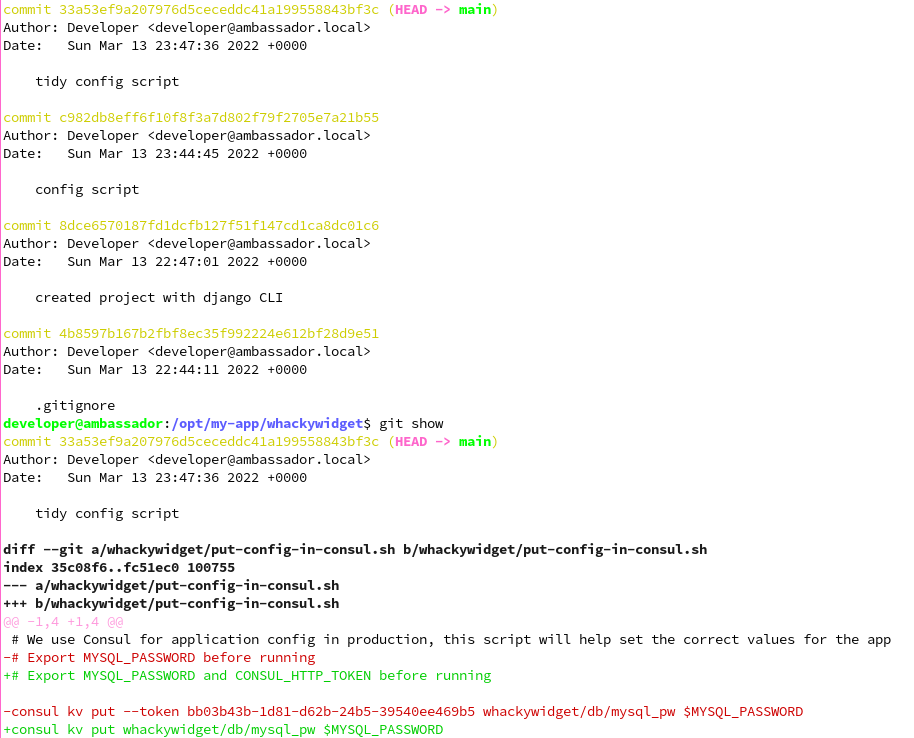 commit 33a53ef9a207976d5ceceddc41a199558843bf3c (HEAD -> main)
Author: Developer <developer@ambassador.local>
Date:   Sun Mar 13 23:47:36 2022 +0000

    tidy config script

commit c982db8eff6f10f8f3a7d802f79f2705e7a21b55
Author: Developer <developer@ambassador.local>
Date:   Sun Mar 13 23:44:45 2022 +0000

    config script

commit 8dce6570187fd1dcfb127f51f147cd1ca8dc01c6
Author: Developer <developer@ambassador.local>
Date:   Sun Mar 13 22:47:01 2022 +0000

    created project with django CLI

commit 4b8597b167b2fbf8ec35f992224e612bf28d9e51
Author: Developer <developer@ambassador.local>
Date:   Sun Mar 13 22:44:11 2022 +0000

    .gitignore
developer@ambassador:/opt/my-app/whackywidget$ git show
commit 33a53ef9a207976d5ceceddc41a199558843bf3c (HEAD -> main)
Author: Developer <developer@ambassador.local>
Date:   Sun Mar 13 23:47:36 2022 +0000

    tidy config script

diff --git a/whackywidget/put-config-in-consul.sh b/whackywidget/put-config-in-consul.sh
index 35c08f6..fc51ec0 100755
--- a/whackywidget/put-config-in-consul.sh
+++ b/whackywidget/put-config-in-consul.sh
@@ -1,4 +1,4 @@
 # We use Consul for application config in production, this script will help set the correct values for the app
-# Export MYSQL_PASSWORD before running
+# Export MYSQL_PASSWORD and CONSUL_HTTP_TOKEN before running

-consul kv put --token bb03b43b-1d81-d62b-24b5-39540ee469b5 whackywidget/db/mysql_pw $MYSQL_PASSWORD
+consul kv put whackywidget/db/mysql_pw $MYSQL_PASSWORD